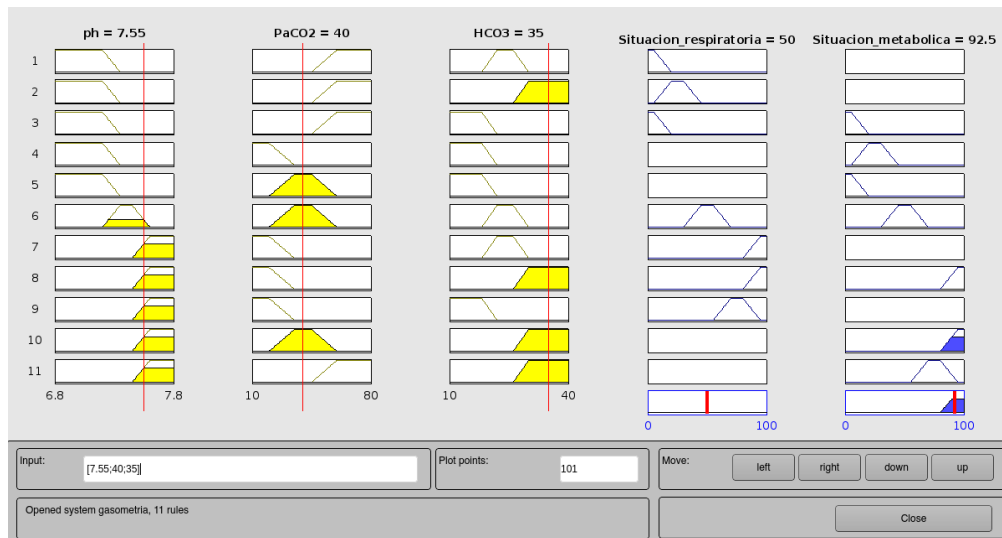 ph = 7.55
PaCO2 = 40
HCO3 = 35
Situacion_respiratoria = 50
Situacion_metabolica = 92.5
1
2
3
4
5
6
7
8
9
10
11
6.8 7.8
10 80
10 40
0 100
0 100
Input:
[7.55;40;35]
Plot points:
101
Move:
left
right
down
up
Opened system gasometria, 11 rules
Close